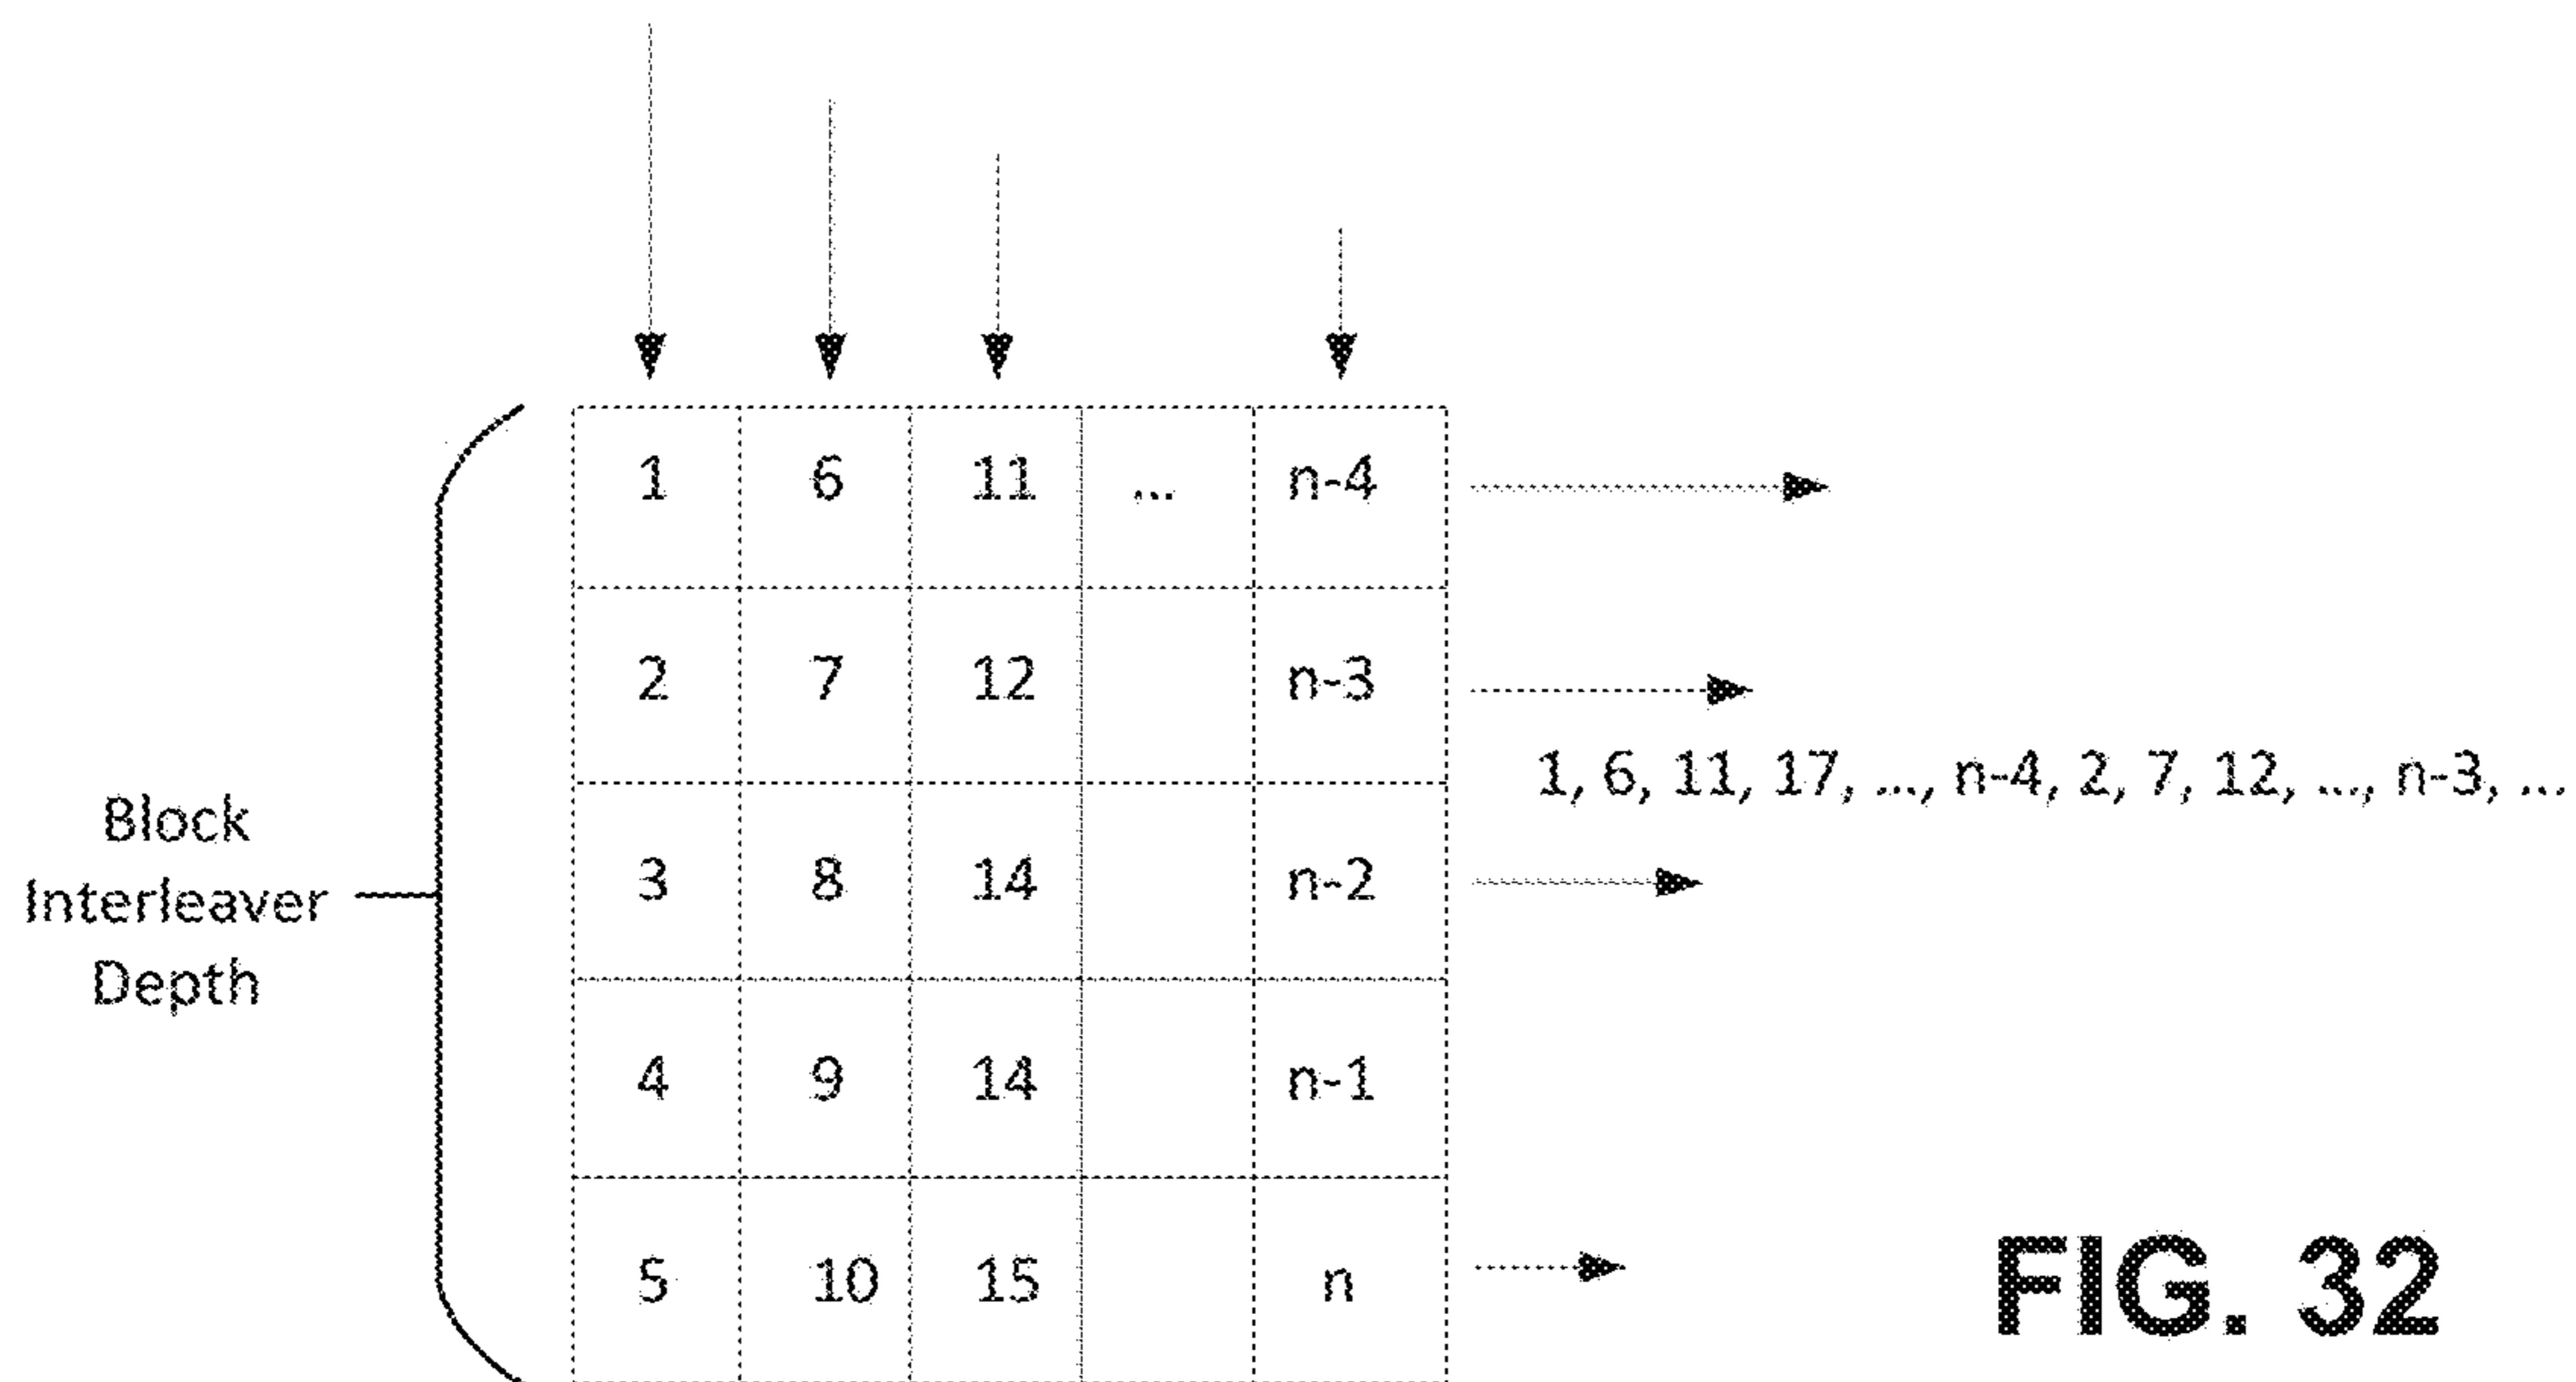 1 6 11 ... n-4
2 7 12 n-3
1, 6, 11, 17, ..., n-4, 2, 7, 12, ..., n-3, ...
Block
Interleaver
Depth
3 8 14 n-2
4 9 14 n-1
5 10 15 n
FIG. 32